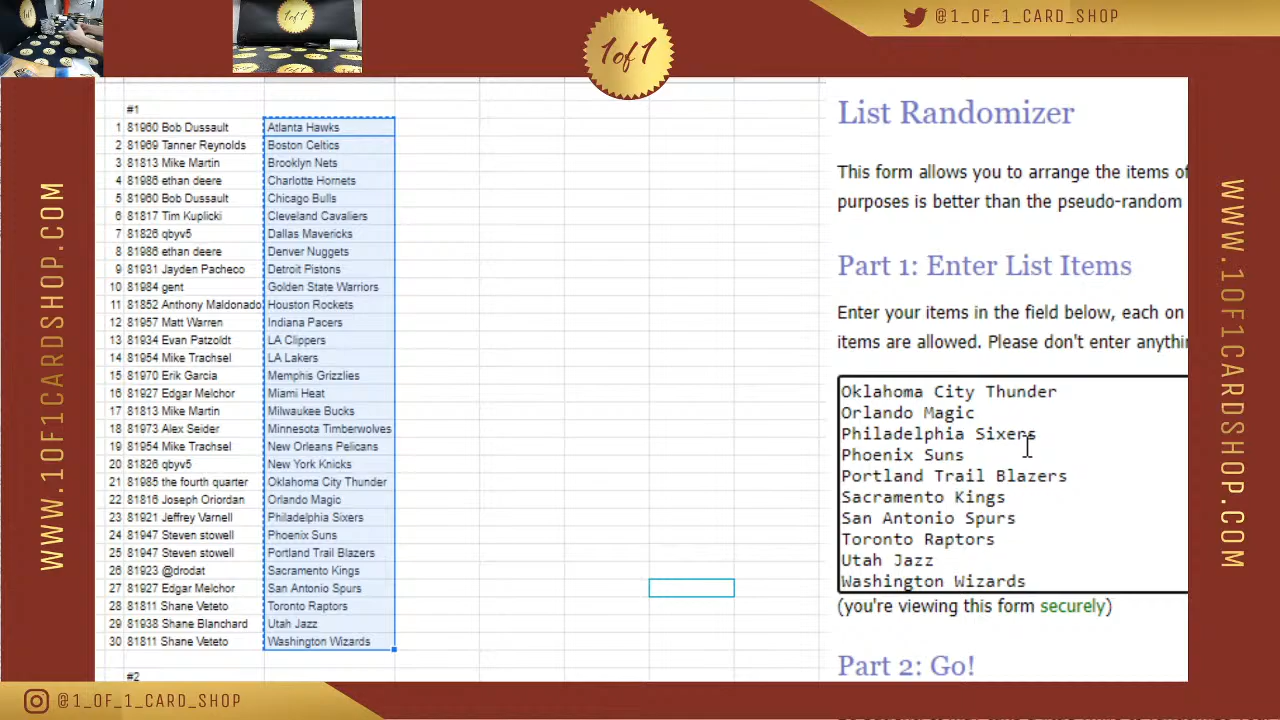 @1_OF_1_CARD_SHOP
1of1
WWW.1OF1CARDSHOP.COM
#1
1 81960 Bob Dussault Atlanta Hawks
2 81969 Tanner Reynolds Boston Celtics
3 81813 Mike Martin Brooklyn Nets
4 81986 ethan deere Charlotte Hornets
5 81960 Bob Dussault Chicago Bulls
6 81817 Tim Kuplicki Cleveland Cavaliers
7 81826 qbyv5 Dallas Mavericks
8 81986 ethan deere Denver Nuggets
9 81931 Jayden Pacheco Detroit Pistons
10 81984 gent Golden State Warriors
11 81852 Anthony Maldonado Houston Rockets
12 81957 Matt Warren Indiana Pacers
13 81934 Evan Patzoldt LA Clippers
14 81954 Mike Trachsel LA Lakers
15 81970 Erik Garcia Memphis Grizzlies
16 81927 Edgar Melchor Miami Heat
17 81813 Mike Martin Milwaukee Bucks
18 81973 Alex Seider Minnesota Timberwolves
19 81954 Mike Trachsel New Orleans Pelicans
20 81826 qbyv5 New York Knicks
21 81985 the fourth quarter Oklahoma City Thunder
22 81816 Joseph Oriordan Orlando Magic
23 81921 Jeffrey Varnell Philadelphia Sixers
24 81947 Steven stowell Phoenix Suns
25 81947 Steven stowell Portland Trail Blazers
26 81923 @drodat Sacramento Kings
27 81927 Edgar Melchor San Antonio Spurs
28 81811 Shane Veteto Toronto Raptors
29 81938 Shane Blanchard Utah Jazz
30 81811 Shane Veteto Washington Wizards
#2
List Randomizer
This form allows you to arrange the items of
purposes is better than the pseudo-random
Part 1: Enter List Items
Enter your items in the field below, each on
items are allowed. Please don't enter anythi
Oklahoma City Thunder
Orlando Magic
Philadelphia Sixers
Phoenix Suns
Portland Trail Blazers
Sacramento Kings
San Antonio Spurs
Toronto Raptors
Utah Jazz
Washington Wizards
(you're viewing this form securely)
Part 2: Go!
WWW.1OF1CARDSHOP.COM
@1_OF_1_CARD_SHOP